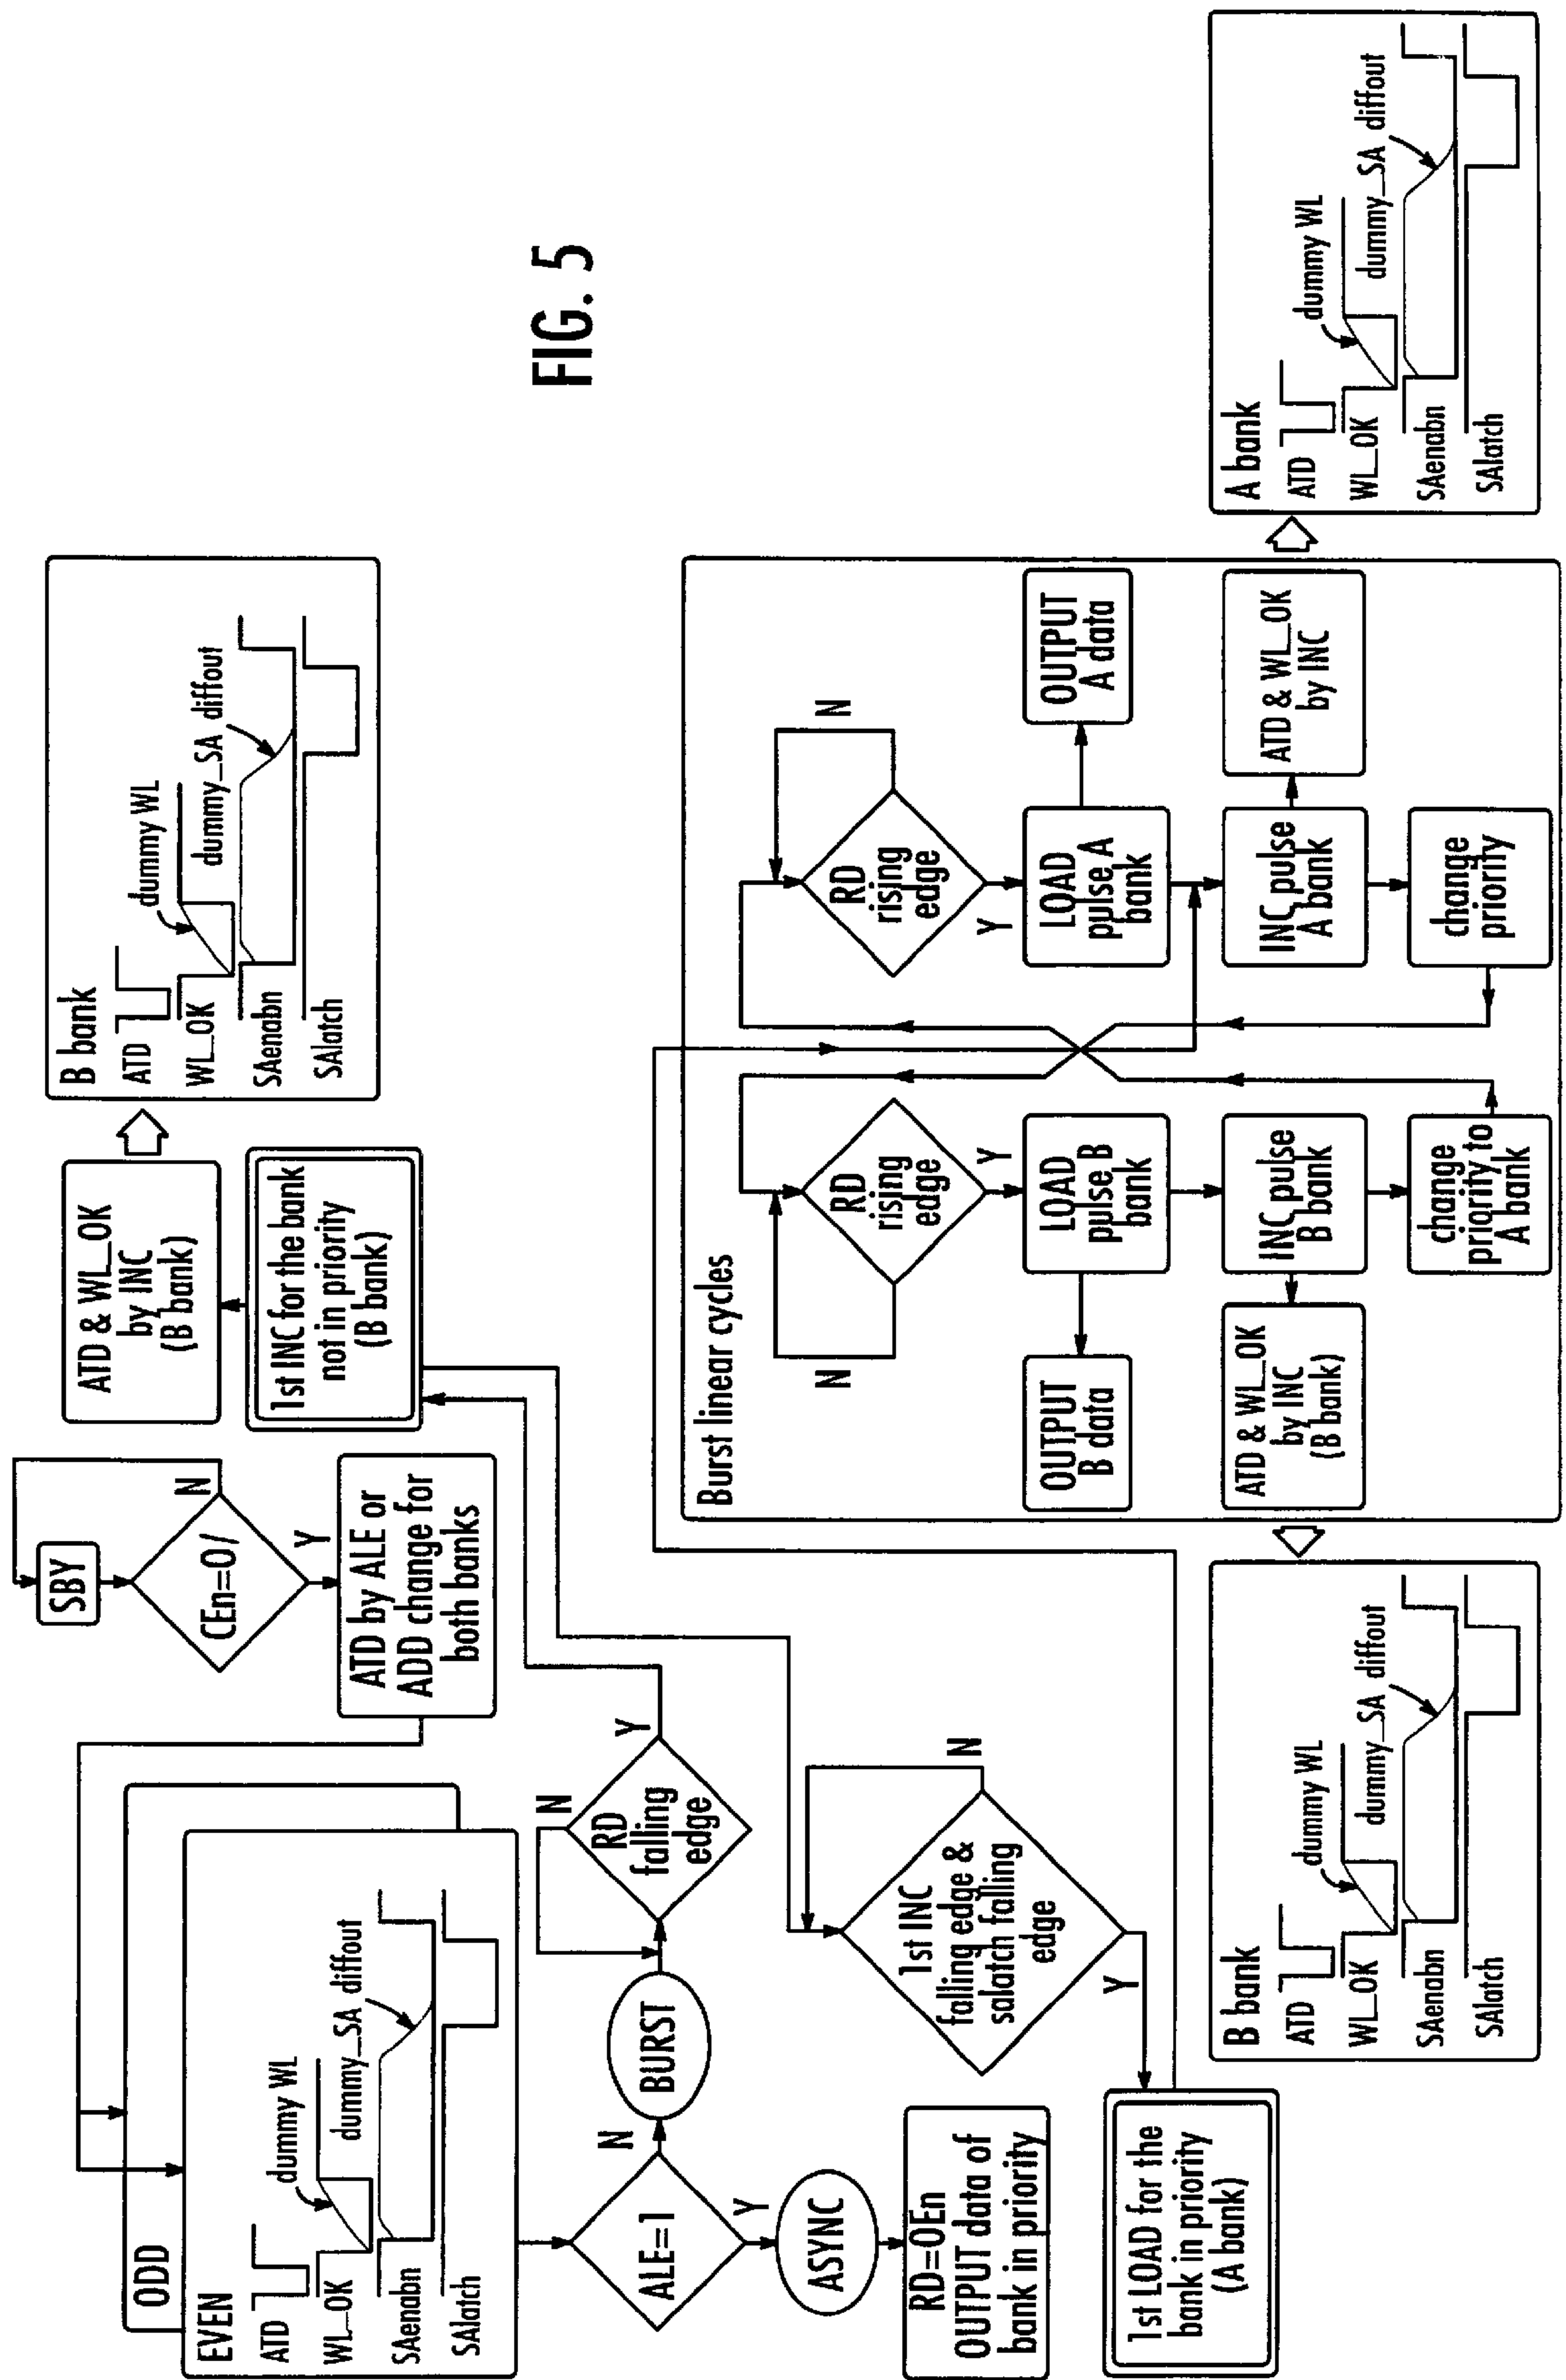 FIG. 5
SBY
CEn=0/
N
Y
ATD by ALE or
ADD change for
both banks
ODD
EVEN
ATD
WL_OK
SAenabn
SAlatch
dummy WL
dummy_SA diffout
ALE=1
N
Y
ASYNC
RD=OEn
OUTPUT data of
bank in priority
BURST
RD
falling
edge
N
Y
1st INC for the bank
not in priority
(B bank)
ATD & WL_OK
by INC
(B bank)
B bank
ATD
WL_OK
SAenabn
SAlatch
dummy WL
dummy_SA diffout
1st INC
falling edge &
salatch falling
edge
N
Y
1st LOAD for the
bank in priority
(A bank)
Burst linear cycles
RD
rising
edge
N
Y
LOAD
pulse B
bank
OUTPUT
B data
INC pulse
B bank
ATD & WL_OK
by INC
(B bank)
change
priority to
A bank
RD
rising
edge
N
Y
LOAD
pulse A
bank
OUTPUT
A data
INC pulse
A bank
ATD & WL_OK
by INC
change
priority
B bank
ATD
WL_OK
SAenabn
SAlatch
dummy WL
dummy_SA diffout
A bank
ATD
WL_OK
SAenabn
SAlatch
dummy WL
dummy_SA diffout